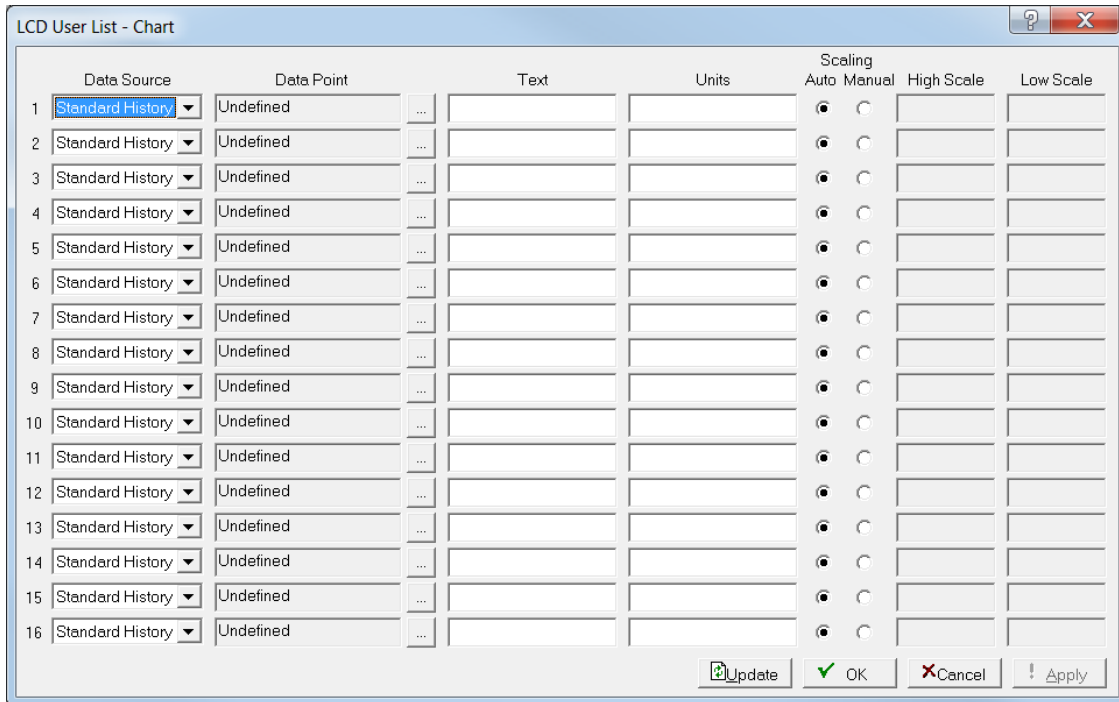 LCD User List - Chart
Scaling
Data Source Data Point Text Units Auto Manual High Scale Low Scale
1 Standard History Undefined ...
2 Standard History Undefined ...
3 Standard History Undefined ...
4 Standard History Undefined ...
5 Standard History Undefined ...
6 Standard History Undefined ...
7 Standard History Undefined ...
8 Standard History Undefined ...
9 Standard History Undefined ...
10 Standard History Undefined ...
11 Standard History Undefined ...
12 Standard History Undefined ...
13 Standard History Undefined ...
14 Standard History Undefined ...
15 Standard History Undefined ...
16 Standard History Undefined ...
Update OK Cancel ! Apply